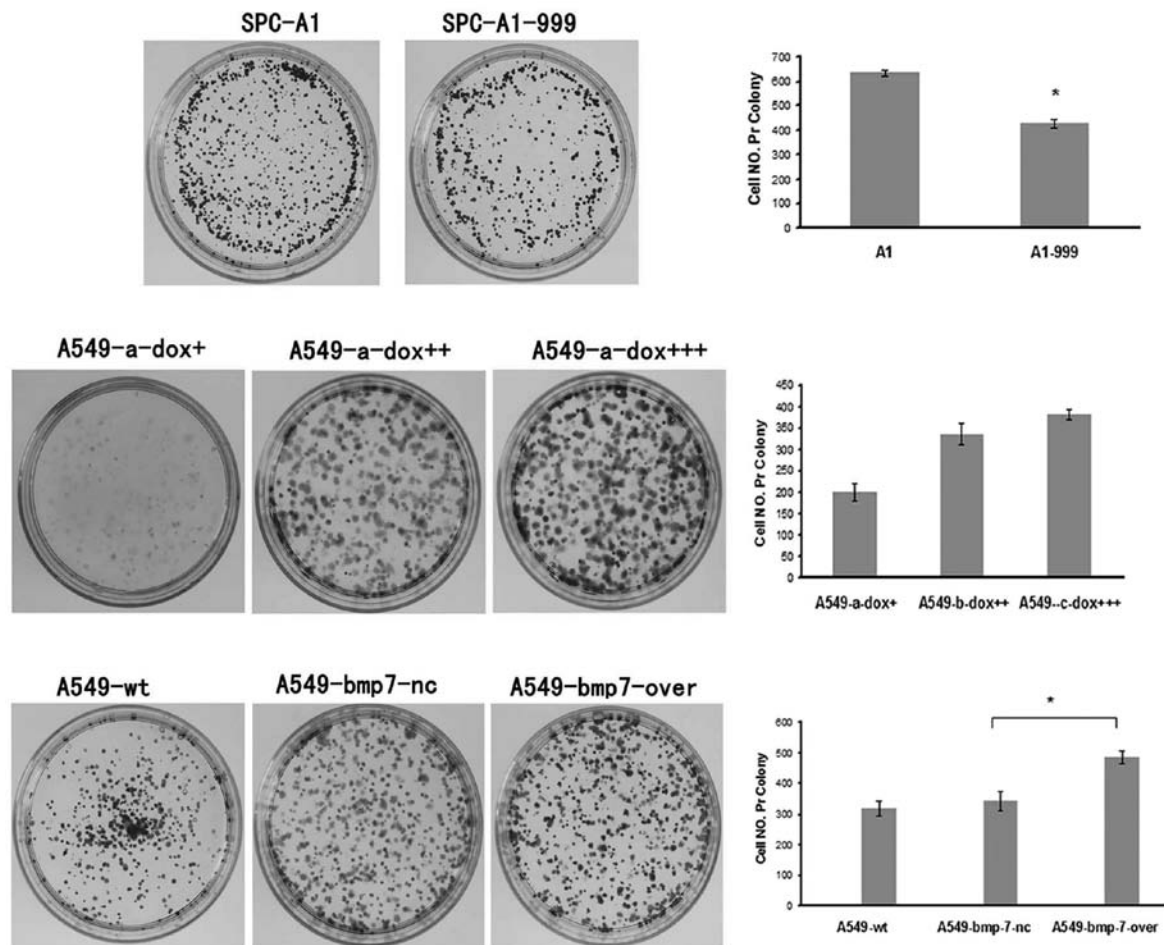 SPC-A1
SPC-A1-999
Cell NO. Pr Colony
700
600
500
400
300
200
100
0
*
A1
A1-999
A549-a-dox+
A549-a-dox++
A549-a-dox+++
Cell NO. Pr Colony
450
400
350
300
250
200
150
100
50
0
A549-a-dox+
A549-b-dox++
A549--c-dox+++
A549-wt
A549-bmp7-nc
A549-bmp7-over
Cell NO. Pr Colony
600
500
400
300
200
100
0
*
A549-wt
A549-bmp-7-nc
A549-bmp-7-over